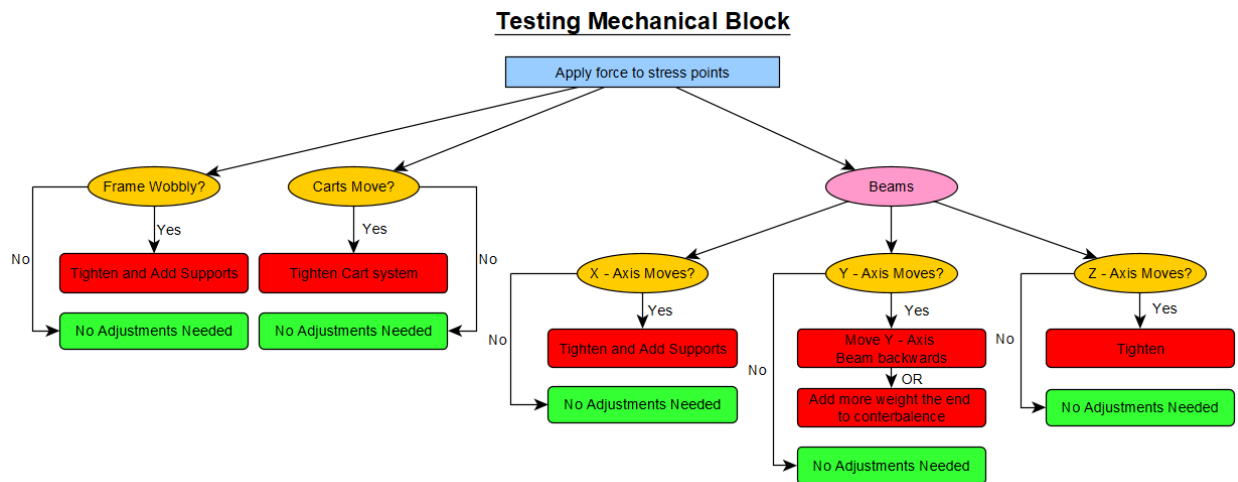 Testing Mechanical Block
Apply force to stress points
Frame Wobbly?
Carts Move?
Beams
Yes
Yes
No
No
Tighten and Add Supports
Tighten Cart system
X - Axis Moves?
Y - Axis Moves?
Z - Axis Moves?
No Adjustments Needed
No Adjustments Needed
Yes
Yes
Yes
No
No
No
Tighten and Add Supports
Move Y - Axis
Beam backwards
Tighten
OR
Add more weight the end
to conterbalence
No Adjustments Needed
No Adjustments Needed
No Adjustments Needed